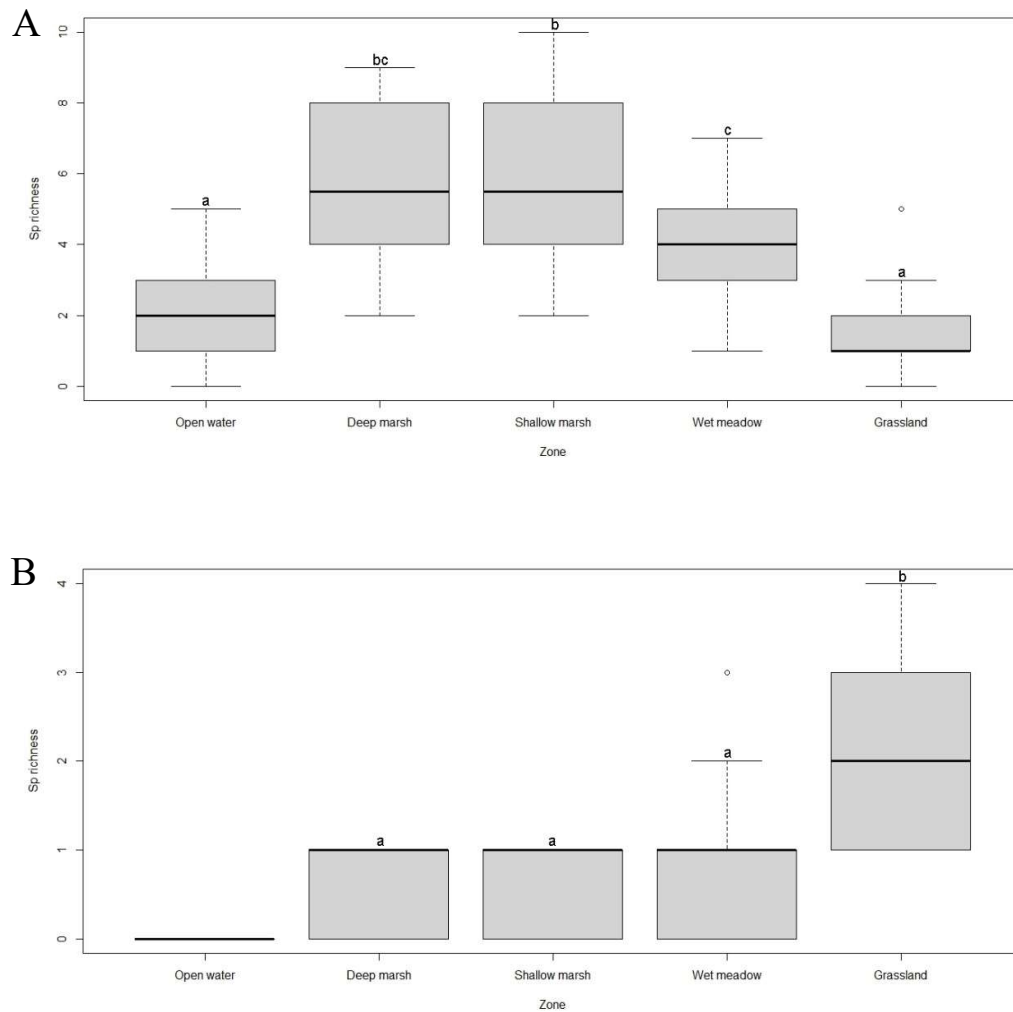 A
10
8
6
4
2
0
Sp richness
a
bc
b
c
a
Open water
Deep marsh
Shallow marsh
Wet meadow
Grassland
Zone
B
4
3
2
1
0
Sp richness
a
a
a
b
Open water
Deep marsh
Shallow marsh
Wet meadow
Grassland
Zone